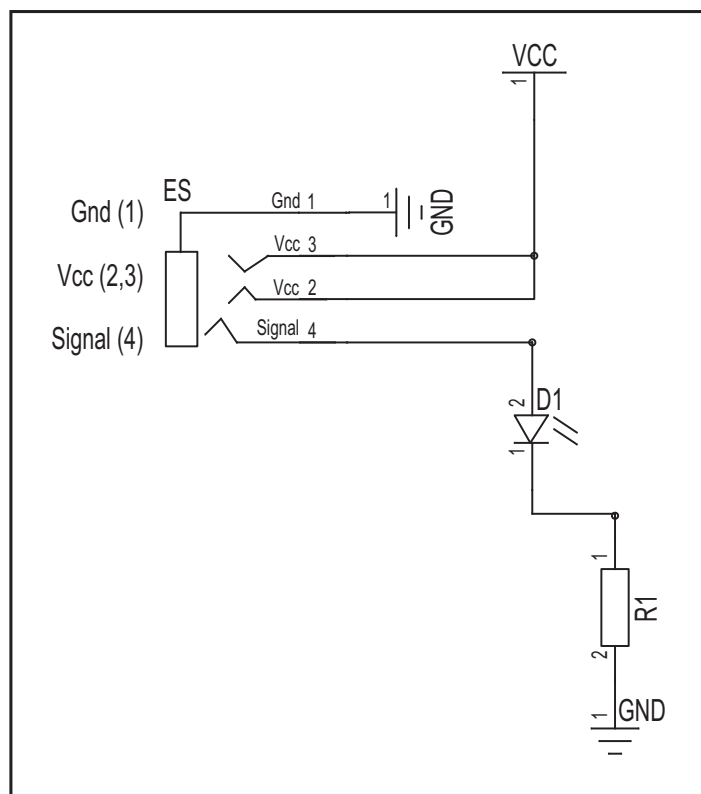 VCC
1
ES
Gnd (1)
Gnd 1
1
GND
Vcc 3
Vcc (2,3)
Vcc 2
Signal (4)
Signal 4
2
D1
1
1
R1
2
1
GND